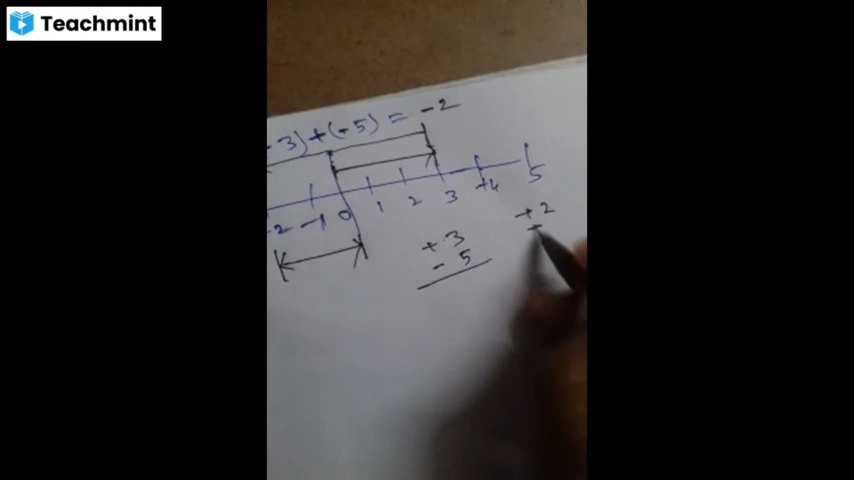 Teachmint
3) + (-5) = -2
-2 -1 0 1 2 3 +4 5
+3
- 5
+2
+